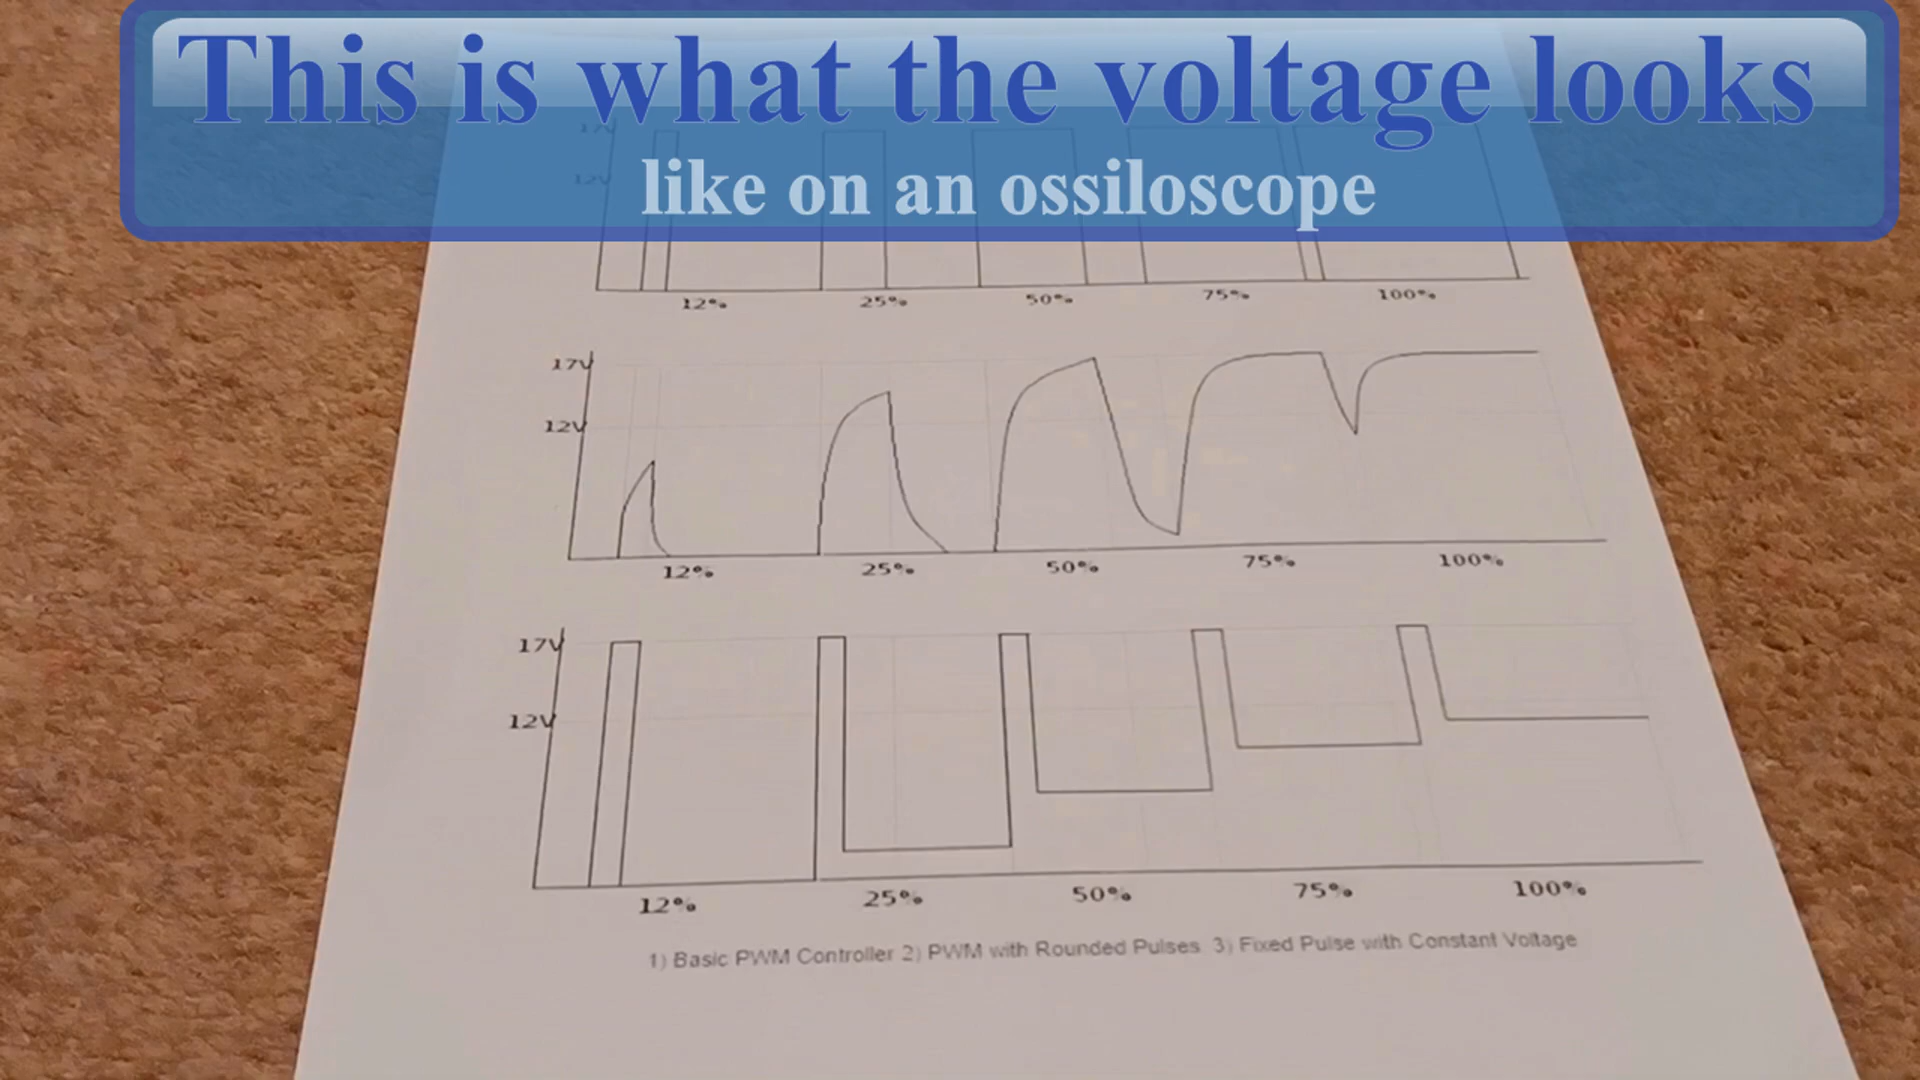 This is what the voltage looks
like on an ossiloscope
17V
12V
12% 25% 50% 75% 100%
17V
12V
12% 25% 50% 75% 100%
17V
12V
12% 25% 50% 75% 100%
1) Basic PWM Controller 2) PWM with Rounded Pulses 3) Fixed Pulse with Constant Voltage